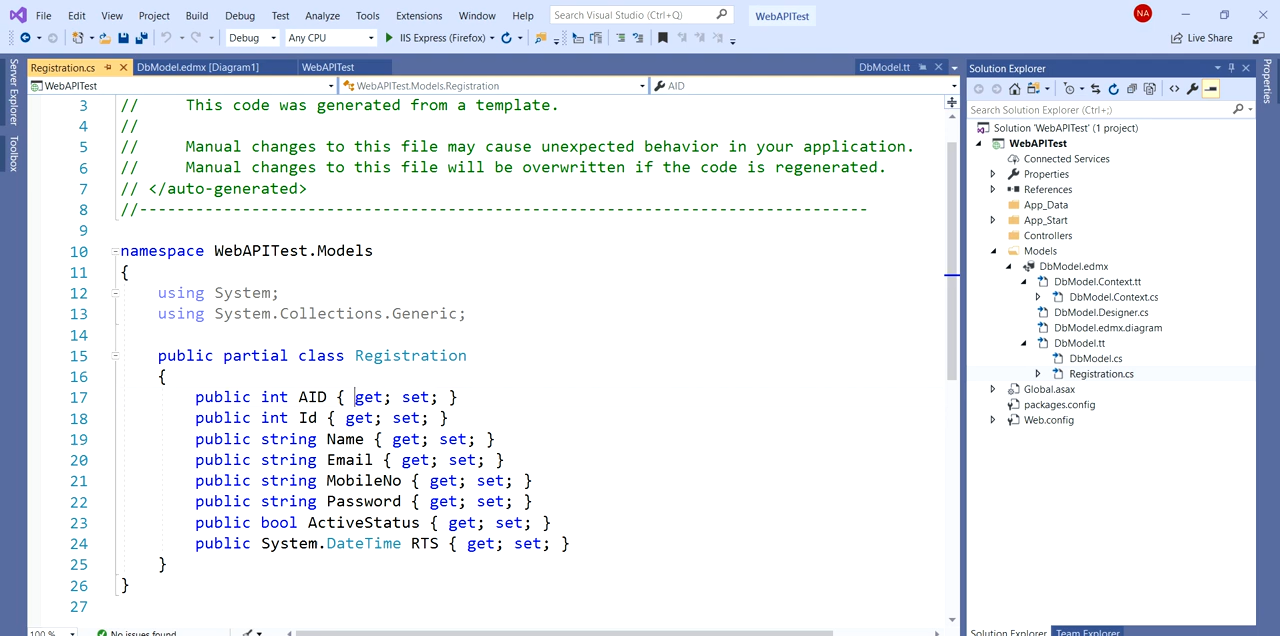 File Edit View Project Build Debug Test Analyze Tools Extensions Window Help Search Visual Studio (Ctrl+Q) WebAPITest NA
Debug Any CPU IIS Express (Firefox) Live Share
Server Explorer
Toolbox
Registration.cs DbModel.edmx [Diagram1] WebAPITest DbModel.tt
WebAPITest WebAPITest.Models.Registration AID
3 // This code was generated from a template.
4 //
5 // Manual changes to this file may cause unexpected behavior in your application.
6 // Manual changes to this file will be overwritten if the code is regenerated.
7 // </auto-generated>
8 //------------------------------------------------------------------------------
9
10 namespace WebAPITest.Models
11 {
12 using System;
13 using System.Collections.Generic;
14
15 public partial class Registration
16 {
17 public int AID { get; set; }
18 public int Id { get; set; }
19 public string Name { get; set; }
20 public string Email { get; set; }
21 public string MobileNo { get; set; }
22 public string Password { get; set; }
23 public bool ActiveStatus { get; set; }
24 public System.DateTime RTS { get; set; }
25 }
26 }
27
100 % No issues found
Solution Explorer
Search Solution Explorer (Ctrl+;)
Solution 'WebAPITest' (1 project)
WebAPITest
Connected Services
Properties
References
App_Data
App_Start
Controllers
Models
DbModel.edmx
DbModel.Context.tt
DbModel.Context.cs
DbModel.Designer.cs
DbModel.edmx.diagram
DbModel.tt
DbModel.cs
Registration.cs
Global.asax
packages.config
Web.config
Solution Explorer Team Explorer
Properties